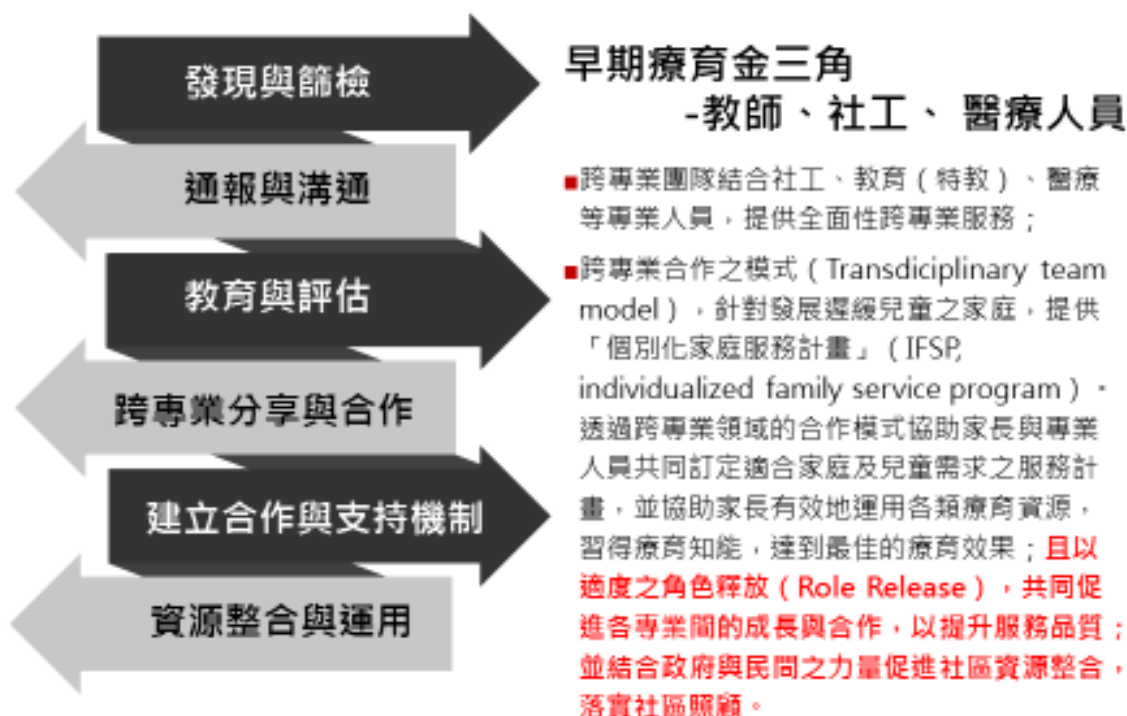 發現與篩檢
通報與溝通
教育與評估
跨專業分享與合作
建立合作與支持機制
資源整合與運用
早期療育金三角
-教師、社工、 醫療人員
■跨專業團隊結合社工、教育（特教）、醫療
等專業人員，提供全面性跨專業服務；
■跨專業合作之模式（Transdiciplinary team
model），針對發展遲緩兒童之家庭，提供
「個別化家庭服務計畫」（IFSP,
individualized family service program）。
透過跨專業領域的合作模式協助家長與專業
人員共同訂定適合家庭及兒童需求之服務計
畫，並協助家長有效地運用各類療育資源，
習得療育知能，達到最佳的療育效果；且以
適度之角色釋放（Role Release），共同促
進各專業間的成長與合作，以提升服務品質；
並結合政府與民間之力量促進社區資源整合，
落實社區照顧。